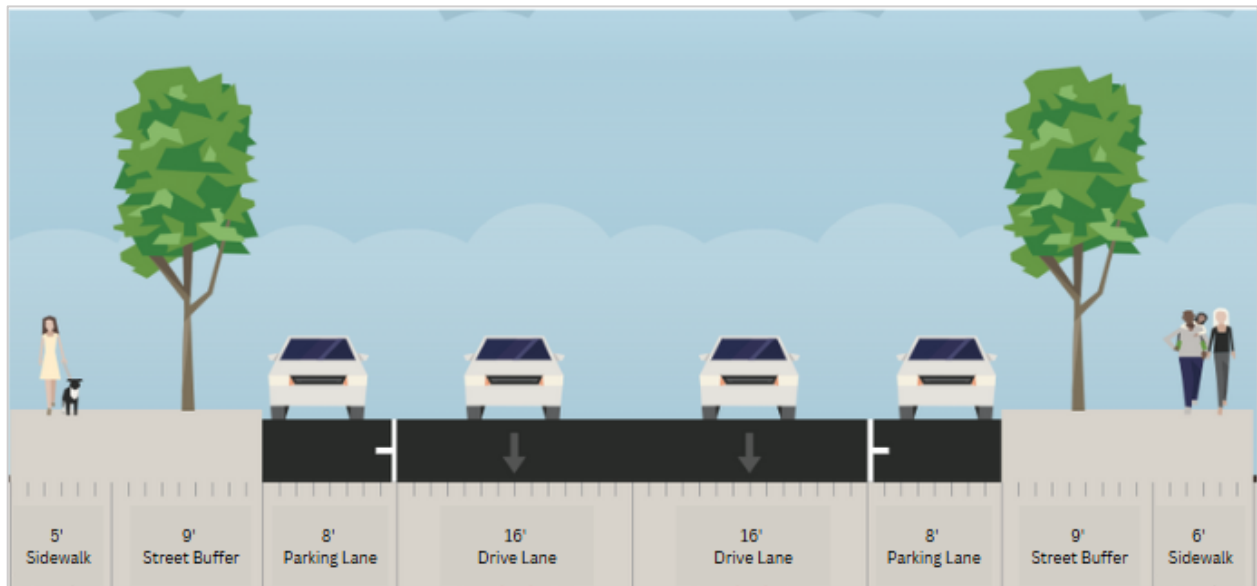 5'
Sidewalk
9'
Street Buffer
8'
Parking Lane
16'
Drive Lane
16'
Drive Lane
8'
Parking Lane
9'
Street Buffer
6'
Sidewalk